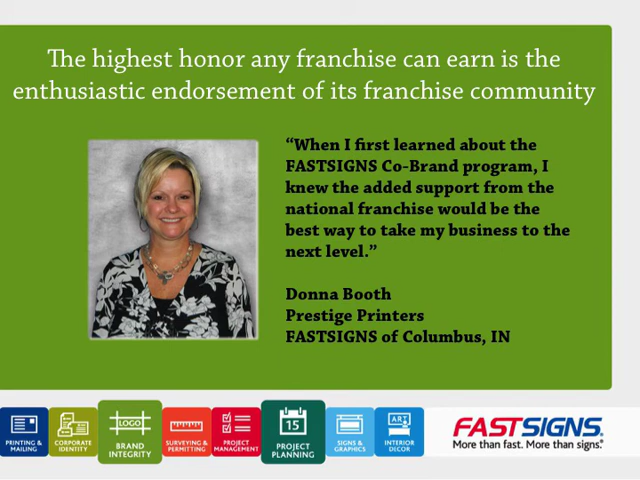 The highest honor any franchise can earn is the
enthusiastic endorsement of its franchise community
“When I first learned about the
FASTSIGNS Co-Brand program, I
knew the added support from the
national franchise would be the
best way to take my business to the
next level.”
Donna Booth
Prestige Printers
FASTSIGNS of Columbus, IN
PRINTING &
MAILING
CORPORATE
IDENTITY
LOGO
BRAND
INTEGRITY
SURVEYING &
PERMITTING
PROJECT
MANAGEMENT
15
PROJECT
PLANNING
SIGNS &
GRAPHICS
ART
INTERIOR
DECOR
FASTSIGNS®
More than fast. More than signs.®